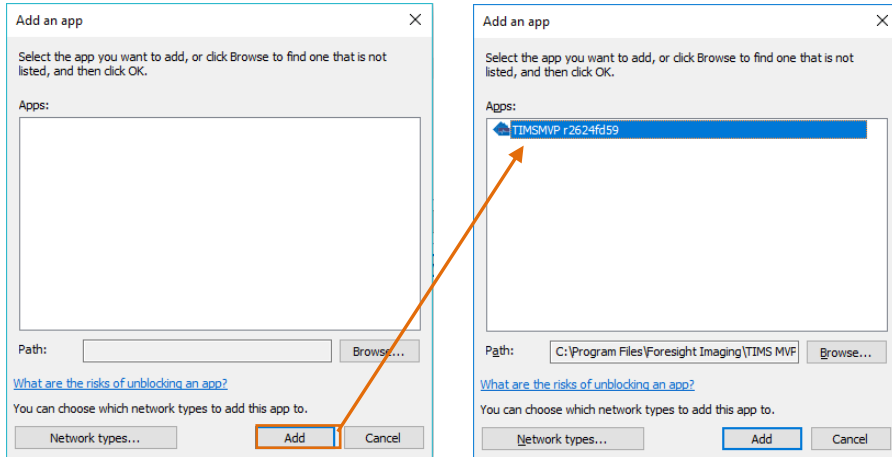 Add an app
Select the app you want to add, or click Browse to find one that is not
listed, and then click OK.
Apps:
Path:
Browse...
What are the risks of unblocking an app?
You can choose which network types to add this app to.
Network types...
Add
Cancel
Add an app
Select the app you want to add, or click Browse to find one that is not
listed, and then click OK.
Apps:
TIMSMVP r2624fd59
Path:
C:\Program Files\Foresight Imaging\TIMS MVP
Browse...
What are the risks of unblocking an app?
You can choose which network types to add this app to.
Network types...
Add
Cancel